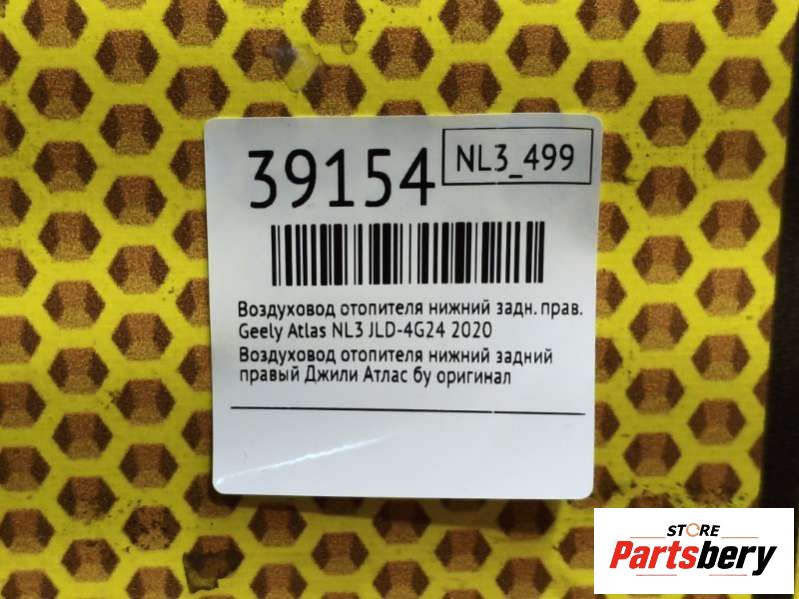 39154
NL3_499
Воздуховод отопителя нижний задн. прав.
Geely Atlas NL3 JLD-4G24 2020
Воздуховод отопителя нижний задний
правый Джили Атлас бу оригинал
STORE
Partsbery